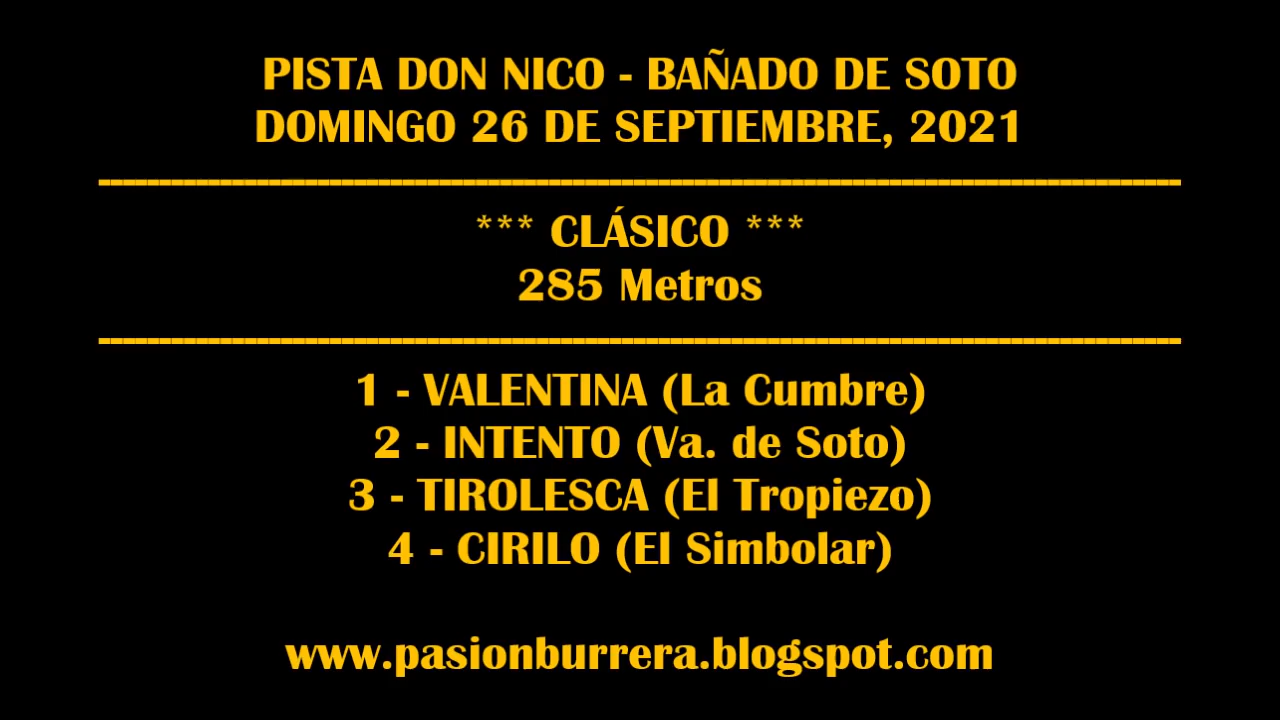 PISTA DON NICO - BAÑADO DE SOTO
DOMINGO 26 DE SEPTIEMBRE, 2021
*** CLÁSICO ***
285 Metros
1 - VALENTINA (La Cumbre)
2 - INTENTO (Va. de Soto)
3 - TIROLESCA (El Tropiezo)
4 - CIRILO (El Simbolar)
www.pasionburrera.blogspot.com